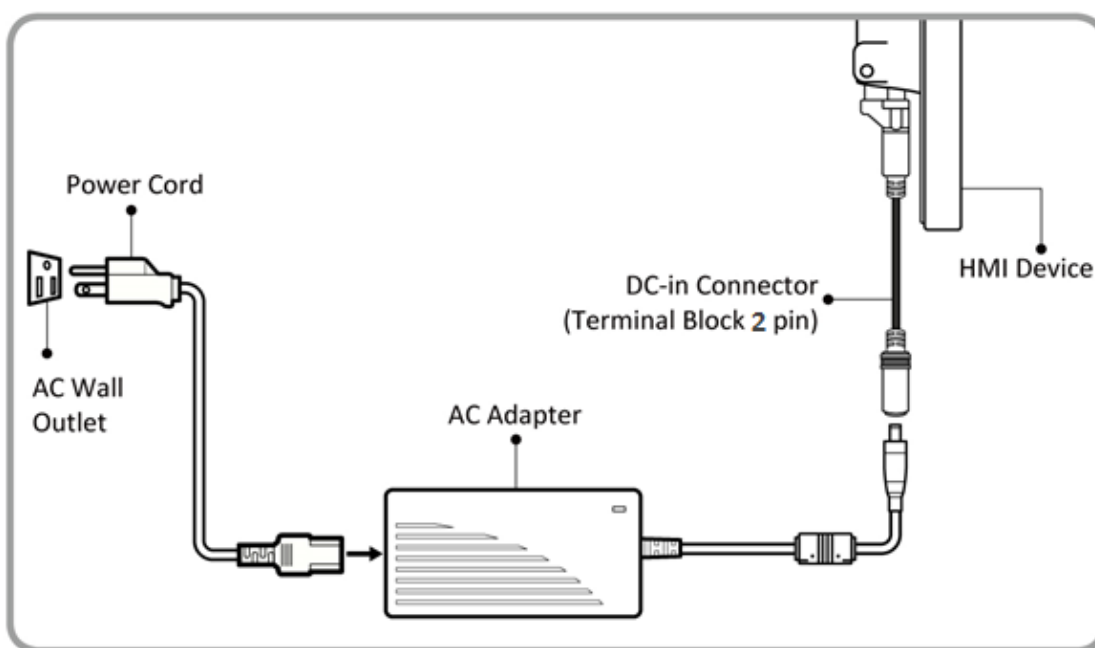 Power Cord
AC Wall
Outlet
AC Adapter
DC-in Connector
(Terminal Block 2 pin)
HMI Device